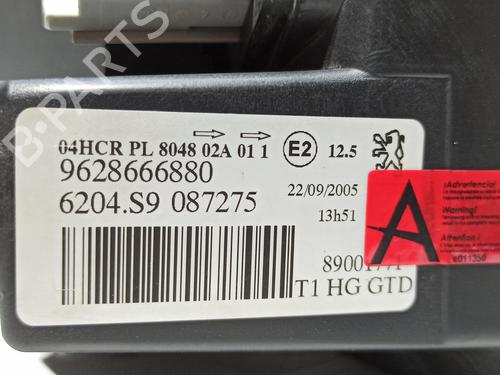 04HCR PL 8048 02A 01 1 E2 12.5
9628666880
6204.S9 087275
22/09/2005
13h51
T1 HG GTD
A
¡Advertencia!
Warning!
Attention !
e011350
B-PARTS